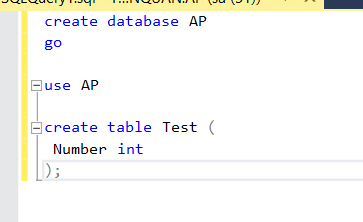 create database AP
go
use AP
create table Test (
Number int
);